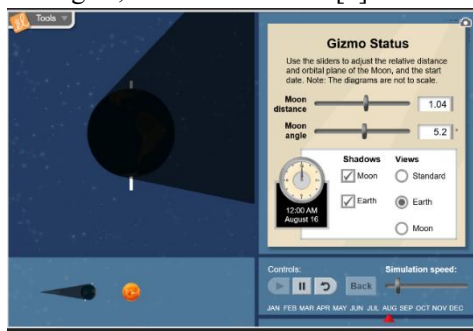 Tools
Gizmo Status
Use the sliders to adjust the relative distance
and orbital plane of the Moon, and the start
date. Note: The diagrams are not to scale.
Moon
distance
1.04
Moon
angle
5.2 °
Shadows
Views
Moon
Standard
Earth
Earth
Moon
12:00 AM
August 16
Controls:
Simulation speed:
Back
JAN FEB MAR APR MAY JUN JUL AUG SEP OCT NOV DEC